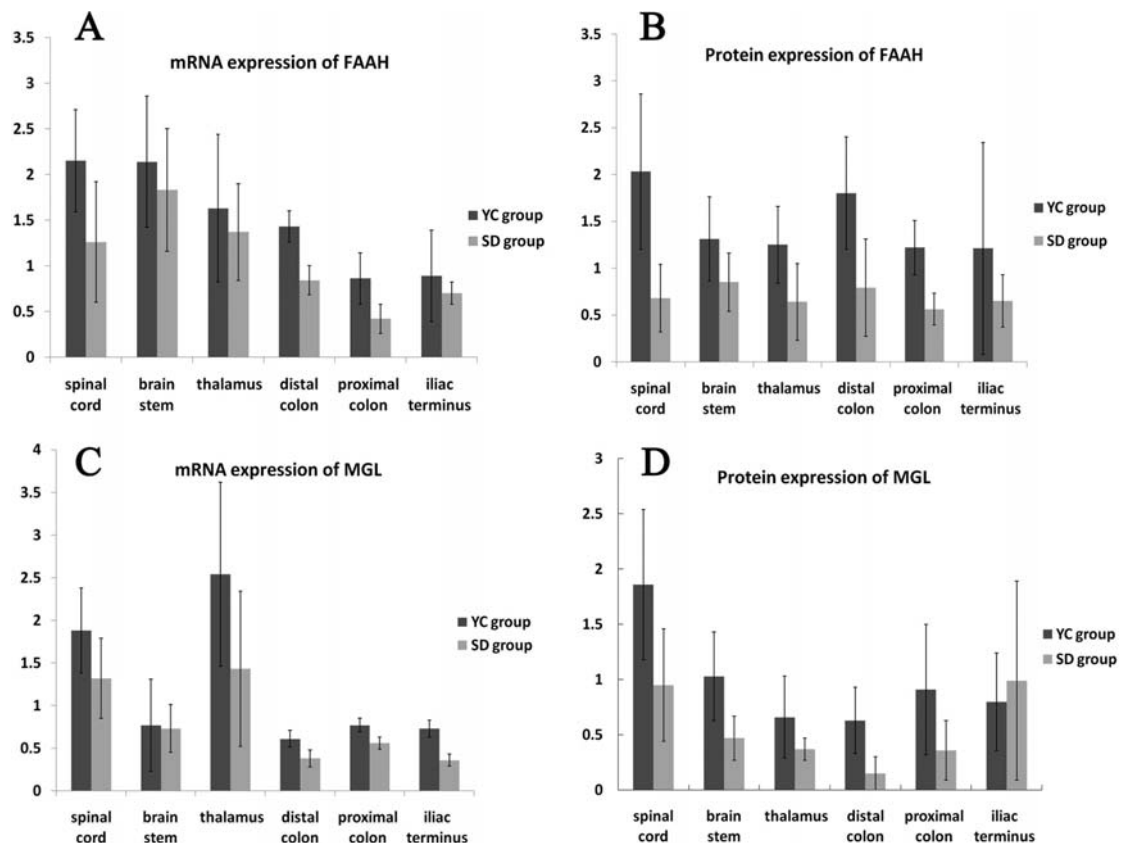 A
mRNA expression of FAAH
3.5
3
2.5
2
1.5
1
0.5
0
YC group
SD group
spinal cord
brain stem
thalamus
distal colon
proximal colon
iliac terminus
B
Protein expression of FAAH
3.5
3
2.5
2
1.5
1
0.5
0
YC group
SD group
spinal cord
brain stem
thalamus
distal colon
proximal colon
iliac terminus
C
mRNA expression of MGL
4
3.5
3
2.5
2
1.5
1
0.5
0
YC group
SD group
spinal cord
brain stem
thalamus
distal colon
proximal colon
iliac terminus
D
Protein expression of MGL
3
2.5
2
1.5
1
0.5
0
YC group
SD group
spinal cord
brain stem
thalamus
distal colon
proximal colon
iliac terminus